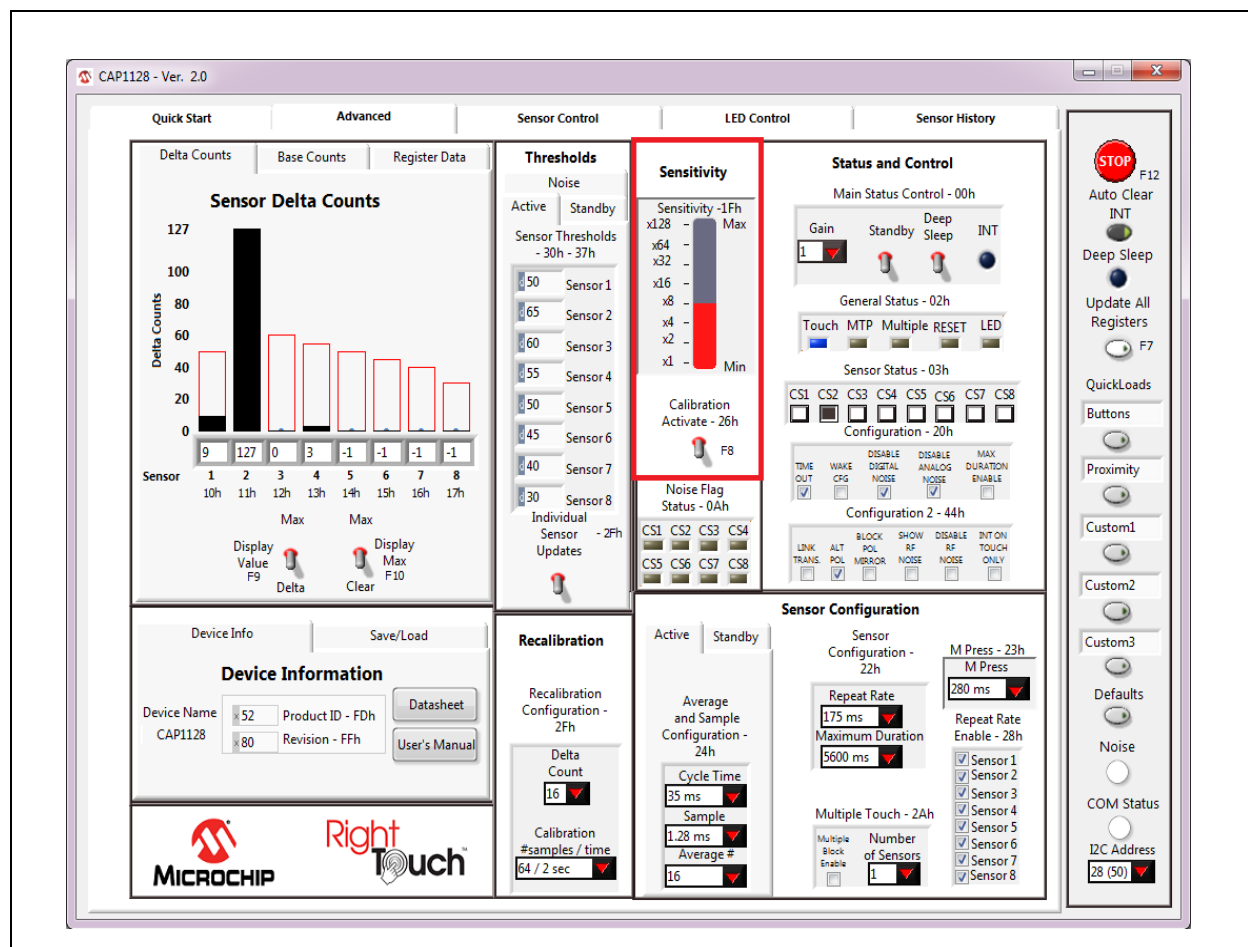 CAP1128 - Ver. 2.0
Quick Start
Advanced
Sensor Control
LED Control
Sensor History
Delta Counts
Base Counts
Register Data
Sensor Delta Counts
Delta Counts
127
100
80
60
40
20
0
9 127 0 3 -1 -1 -1 -1
Sensor 1 2 3 4 5 6 7 8
10h 11h 12h 13h 14h 15h 16h 17h
Max
Display
Value
F9
Delta
Max
Display
Max
F10
Clear
Thresholds
Noise
Active
Standby
Sensor Thresholds
- 30h - 37h
d 50 Sensor 1
d 65 Sensor 2
d 60 Sensor 3
d 55 Sensor 4
d 50 Sensor 5
d 45 Sensor 6
d 40 Sensor 7
d 30 Sensor 8
Individual
Sensor - 2Fh
Updates
Sensitivity
Sensitivity -1Fh
x128 Max
x64
x32
x16
x8
x4
x2
x1 Min
Calibration
Activate - 26h
F8
Noise Flag
Status - 0Ah
CS1 CS2 CS3 CS4
CS5 CS6 CS7 CS8
Status and Control
Main Status Control - 00h
Gain
1
Standby
Deep
Sleep
INT
General Status - 02h
Touch MTP Multiple RESET LED
Sensor Status - 03h
CS1 CS2 CS3 CS4 CS5 CS6 CS7 CS8
Configuration - 20h
TIME
OUT
WAKE
CFG
DISABLE
DIGITAL
NOISE
DISABLE
ANALOG
NOISE
MAX
DURATION
ENABLE
Configuration 2 - 44h
LINK
TRANS.
ALT
POL
BLOCK
POL
MIRROR
SHOW
RF
NOISE
DISABLE
RF
NOISE
INT ON
TOUCH
ONLY
Device Info
Save/Load
Device Information
Device Name
CAP1128
x 52 Product ID - FDh
x 80 Revision - FFh
Datasheet
User's Manual
MICROCHIP
RightTouch™
Recalibration
Recalibration
Configuration -
2Fh
Delta
Count
16
Calibration
#samples / time
64 / 2 sec
Sensor Configuration
Active
Standby
Average
and Sample
Configuration -
24h
Cycle Time
35 ms
Sample
1.28 ms
Average #
16
Sensor
Configuration -
22h
Repeat Rate
175 ms
Maximum Duration
5600 ms
Multiple Touch - 2Ah
Multiple
Block
Enable
Number
of Sensors
1
M Press - 23h
M Press
280 ms
Repeat Rate
Enable - 28h
Sensor 1
Sensor 2
Sensor 3
Sensor 4
Sensor 5
Sensor 6
Sensor 7
Sensor 8
STOP
F12
Auto Clear
INT
Deep Sleep
Update All
Registers
F7
QuickLoads
Buttons
Proximity
Custom1
Custom2
Custom3
Defaults
Noise
COM Status
I2C Address
28 (50)